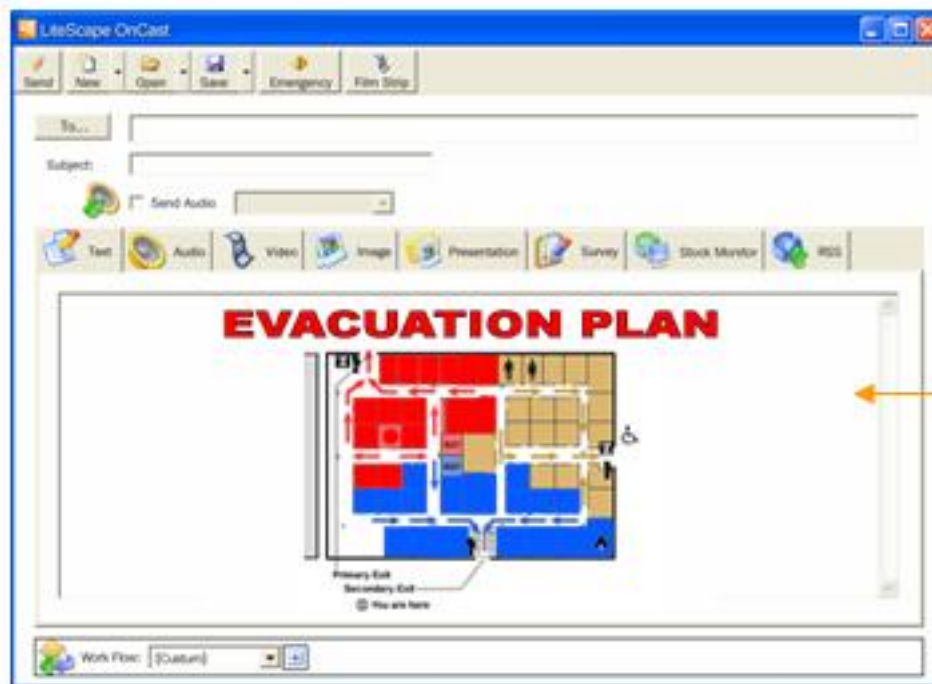 LiteScape OnCast
Send New Open Save Emergency Film Strip
To...
Subject:
Send Audio
Text Audio Video Image Presentation Survey Stock Monitor RSS
EVACUATION PLAN
Primary Exit
Secondary Exit
You are here
Work Flow: [Custom]